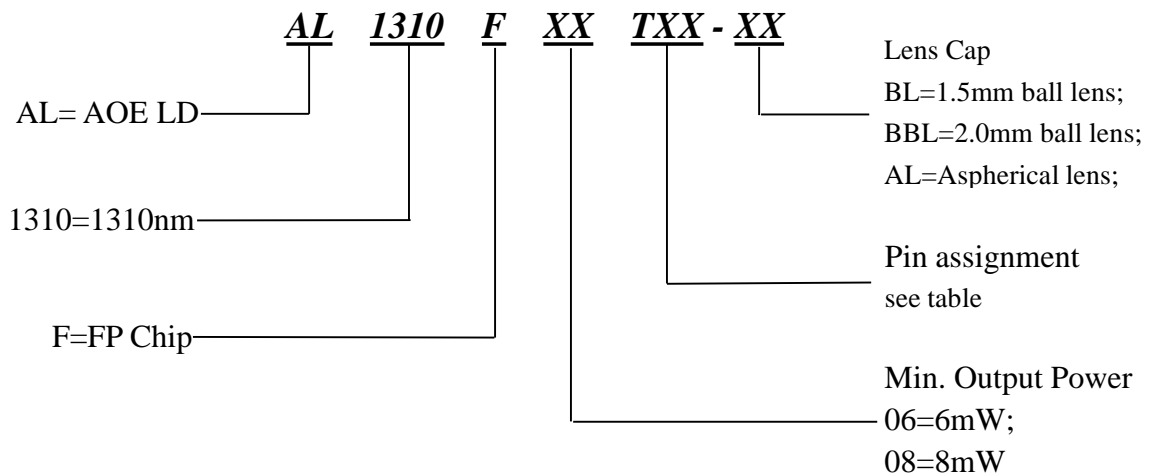 AL 1310 F XX TXX - XX
Lens Cap
BL=1.5mm ball lens;
BBL=2.0mm ball lens;
AL=Aspherical lens;
AL= AOE LD
1310=1310nm
Pin assignment
see table
F=FP Chip
Min. Output Power
06=6mW;
08=8mW